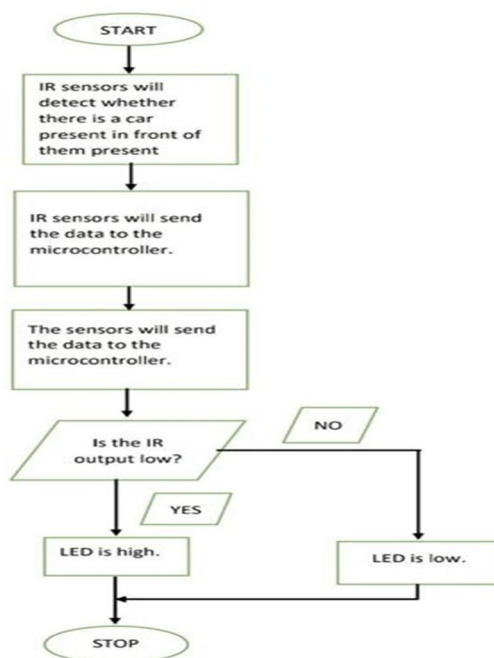 START
IR sensors will
detect whether
there is a car
present in front of
them present
IR sensors will send
the data to the
microcontroller.
The sensors will send
the data to the
microcontroller.
Is the IR
output low?
NO
YES
LED is high.
LED is low.
STOP